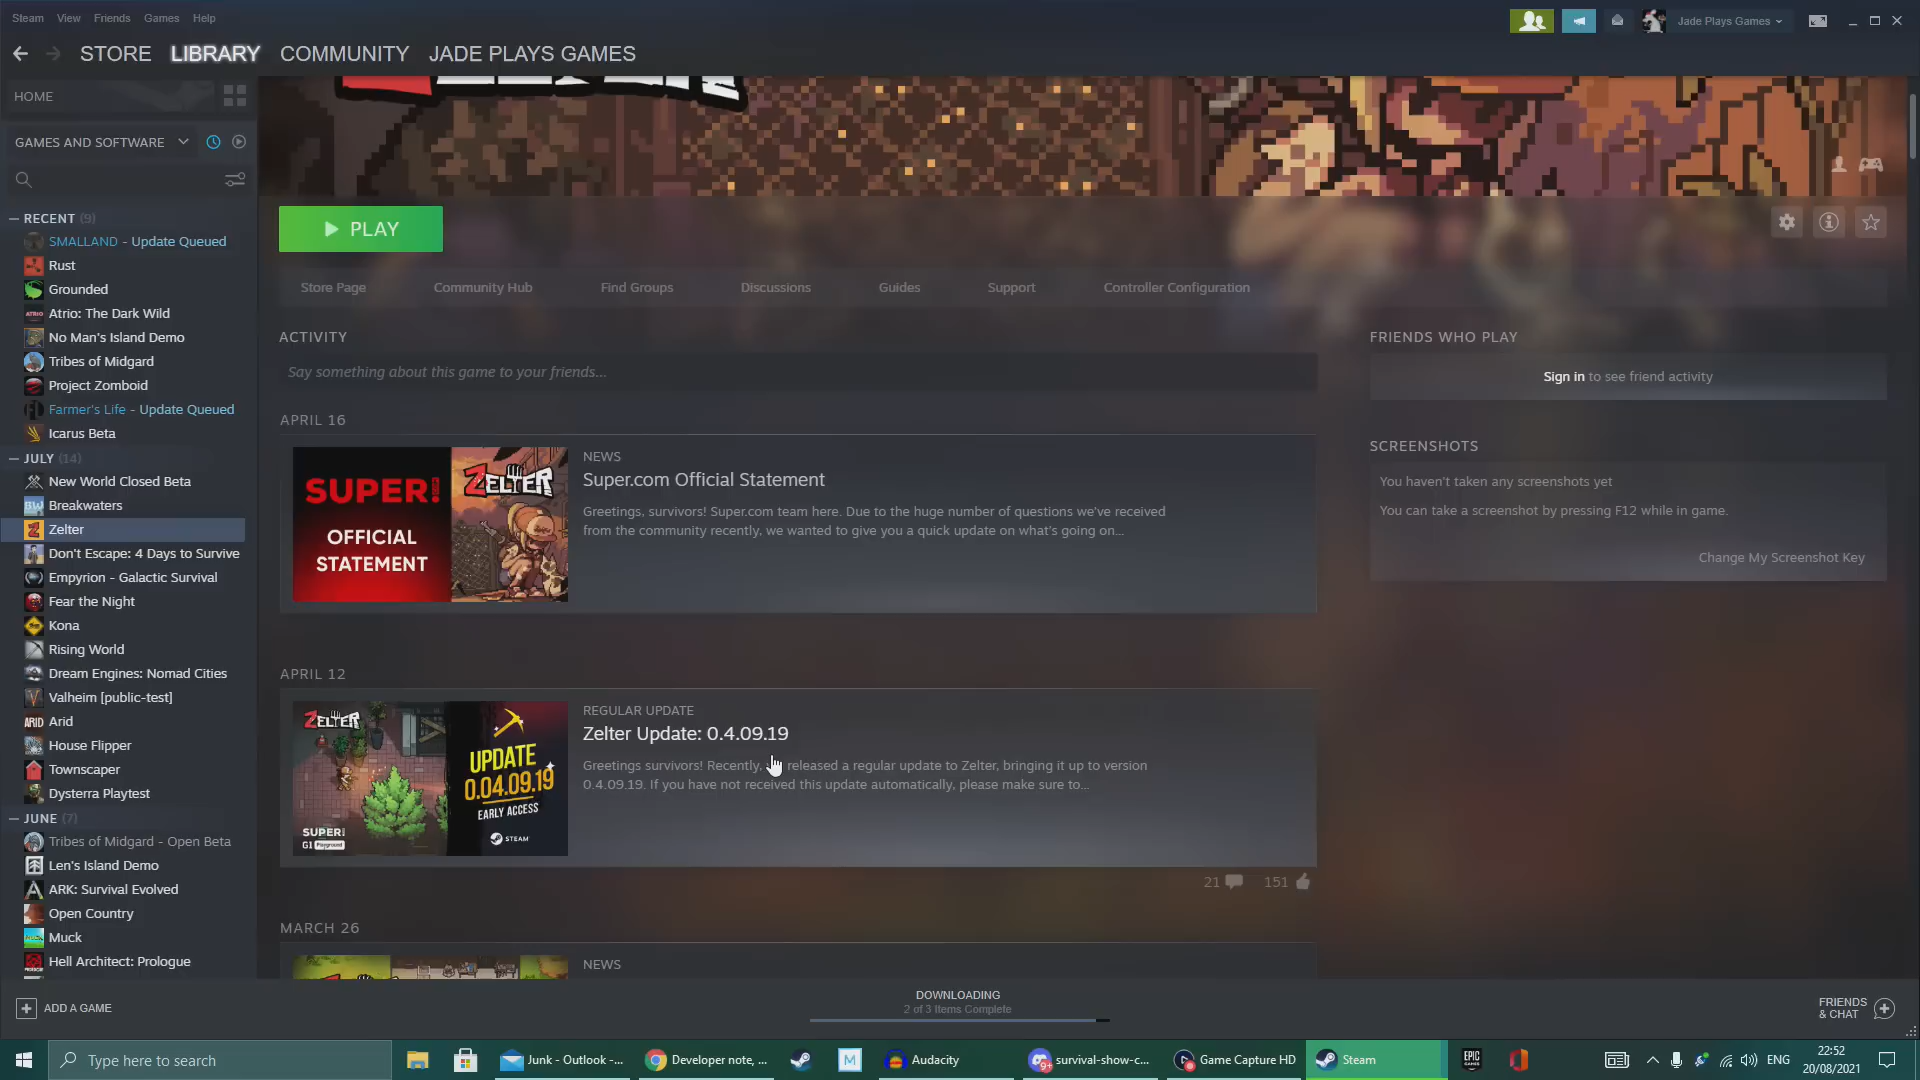 Steam View Friends Games Help
Jade Plays Games
STORE LIBRARY COMMUNITY JADE PLAYS GAMES
HOME
GAMES AND SOFTWARE
RECENT (9)
SMALLAND - Update Queued
Rust
Grounded
Atrio: The Dark Wild
No Man's Island Demo
Tribes of Midgard
Project Zomboid
Farmer's Life - Update Queued
Icarus Beta
JULY (14)
New World Closed Beta
Breakwaters
Zelter
Don't Escape: 4 Days to Survive
Empyrion - Galactic Survival
Fear the Night
Kona
Rising World
Dream Engines: Nomad Cities
Valheim [public-test]
Arid
House Flipper
Townscaper
Dysterra Playtest
JUNE (7)
Tribes of Midgard - Open Beta
Len's Island Demo
ARK: Survival Evolved
Open Country
Muck
Hell Architect: Prologue
PLAY
Store Page Community Hub Find Groups Discussions Guides Support Controller Configuration
ACTIVITY
Say something about this game to your friends...
APRIL 16
SUPER!
OFFICIAL
STATEMENT
ZELTER
NEWS
Super.com Official Statement
Greetings, survivors! Super.com team here. Due to the huge number of questions we've received
from the community recently, we wanted to give you a quick update on what's going on...
APRIL 12
ZELTER
UPDATE
0.04.09.19
EARLY ACCESS
SUPER!
G1 Playground
STEAM
REGULAR UPDATE
Zelter Update: 0.4.09.19
Greetings survivors! Recently, released a regular update to Zelter, bringing it up to version
0.4.09.19. If you have not received this update automatically, please make sure to...
21 151
MARCH 26
NEWS
FRIENDS WHO PLAY
Sign in to see friend activity
SCREENSHOTS
You haven't taken any screenshots yet
You can take a screenshot by pressing F12 while in game.
Change My Screenshot Key
ADD A GAME
DOWNLOADING
2 of 3 Items Complete
FRIENDS
& CHAT
Type here to search
Junk - Outlook -...
Developer note, ...
M
Audacity
9+
survival-show-c...
Game Capture HD
Steam
EPIC
GAMES
ENG
22:52
20/08/2021